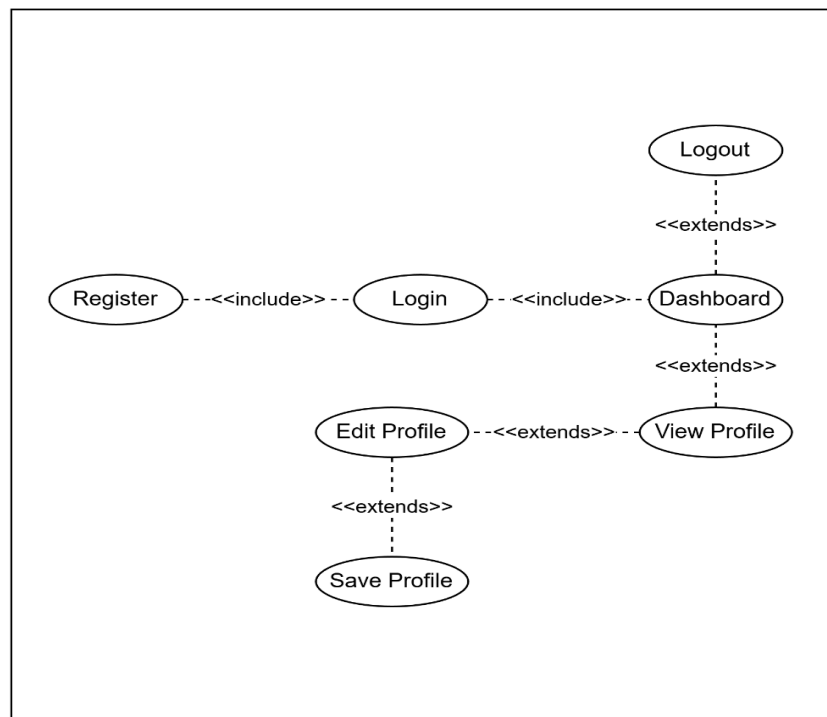 Logout
<<extends>>
Register
<<include>>
Login
<<include>>
Dashboard
<<extends>>
Edit Profile
<<extends>>
View Profile
<<extends>>
Save Profile